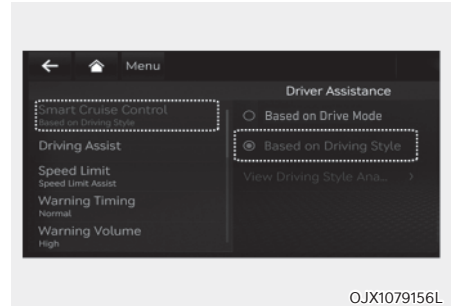 Menu
Driver Assistance
Smart Cruise Control
Based on Driving Style
Driving Assist
Speed Limit
Speed Limit Assist
Warning Timing
Normal
Warning Volume
High
Based on Drive Mode
Based on Driving Style
View Driving Style Ana...
OJX1079156L